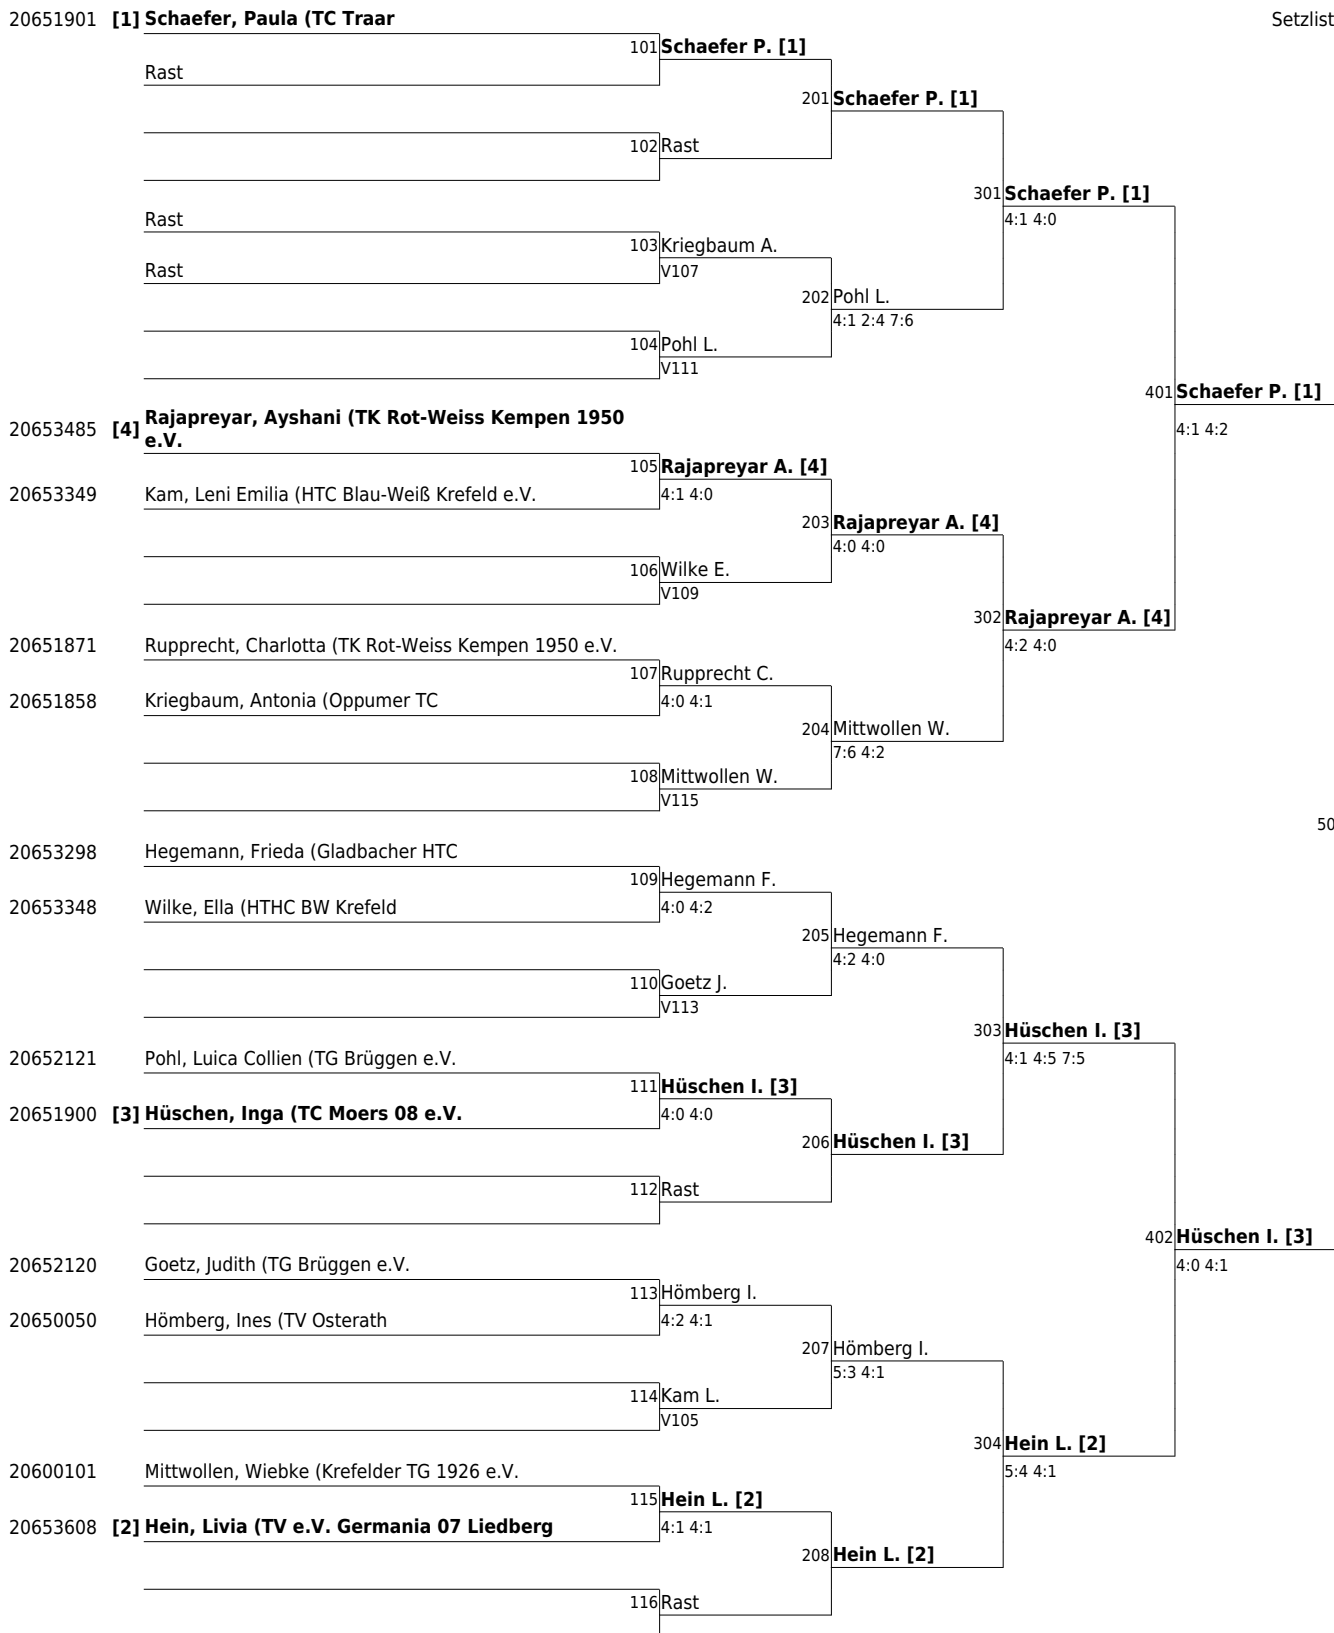 20651901 [1] Schaefer, Paula (TC Traar
Setzlist
101 Schaefer P. [1]
Rast
201 Schaefer P. [1]
102 Rast
301 Schaefer P. [1]
4:1 4:0
Rast
103 Kriegbaum A.
Rast
V107
202 Pohl L.
4:1 2:4 7:6
104 Pohl L.
V111
401 Schaefer P. [1]
4:1 4:2
20653485 [4] Rajapreyar, Ayshani (TK Rot-Weiss Kempen 1950
e.V.
105 Rajapreyar A. [4]
20653349 Kam, Leni Emilia (HTC Blau-Weiß Krefeld e.V.
4:1 4:0
203 Rajapreyar A. [4]
4:0 4:0
106 Wilke E.
V109
302 Rajapreyar A. [4]
4:2 4:0
20651871 Rupprecht, Charlotta (TK Rot-Weiss Kempen 1950 e.V.
107 Rupprecht C.
20651858 Kriegbaum, Antonia (Oppumer TC
4:0 4:1
204 Mittwollen W.
7:6 4:2
108 Mittwollen W.
V115
50
20653298 Hegemann, Frieda (Gladbacher HTC
109 Hegemann F.
20653348 Wilke, Ella (HTHC BW Krefeld
4:0 4:2
205 Hegemann F.
4:2 4:0
110 Goetz J.
V113
303 Hüschen I. [3]
4:1 4:5 7:5
20652121 Pohl, Luica Collien (TG Brüggen e.V.
111 Hüschen I. [3]
20651900 [3] Hüschen, Inga (TC Moers 08 e.V.
4:0 4:0
206 Hüschen I. [3]
112 Rast
402 Hüschen I. [3]
4:0 4:1
20652120 Goetz, Judith (TG Brüggen e.V.
113 Hömberg I.
20650050 Hömberg, Ines (TV Osterath
4:2 4:1
207 Hömberg I.
5:3 4:1
114 Kam L.
V105
304 Hein L. [2]
5:4 4:1
20600101 Mittwollen, Wiebke (Krefelder TG 1926 e.V.
115 Hein L. [2]
20653608 [2] Hein, Livia (TV e.V. Germania 07 Liedberg
4:1 4:1
208 Hein L. [2]
116 Rast